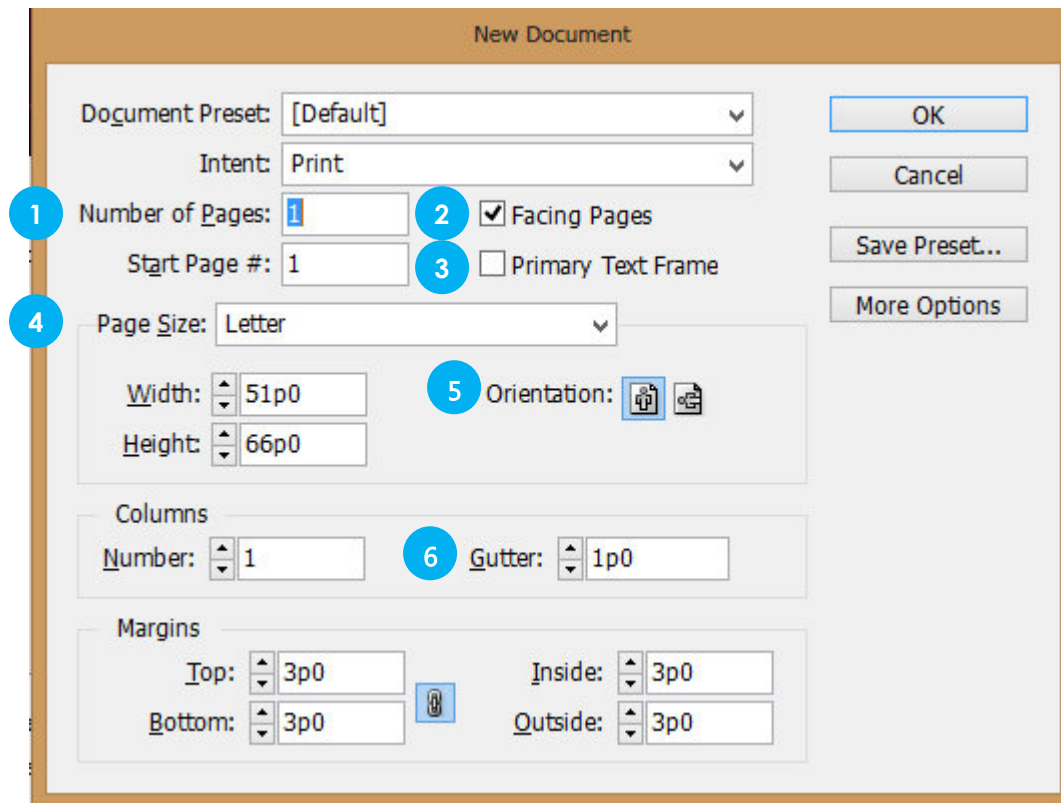 New Document
Document Preset: [Default] OK
Intent: Print Cancel
1 Number of Pages: 1 2 Facing Pages
Start Page #: 1 3 Primary Text Frame Save Preset...
4 Page Size: Letter More Options
Width: 51p0 5 Orientation:
Height: 66p0
Columns
Number: 1 6 Gutter: 1p0
Margins
Top: 3p0 Inside: 3p0
Bottom: 3p0 Outside: 3p0